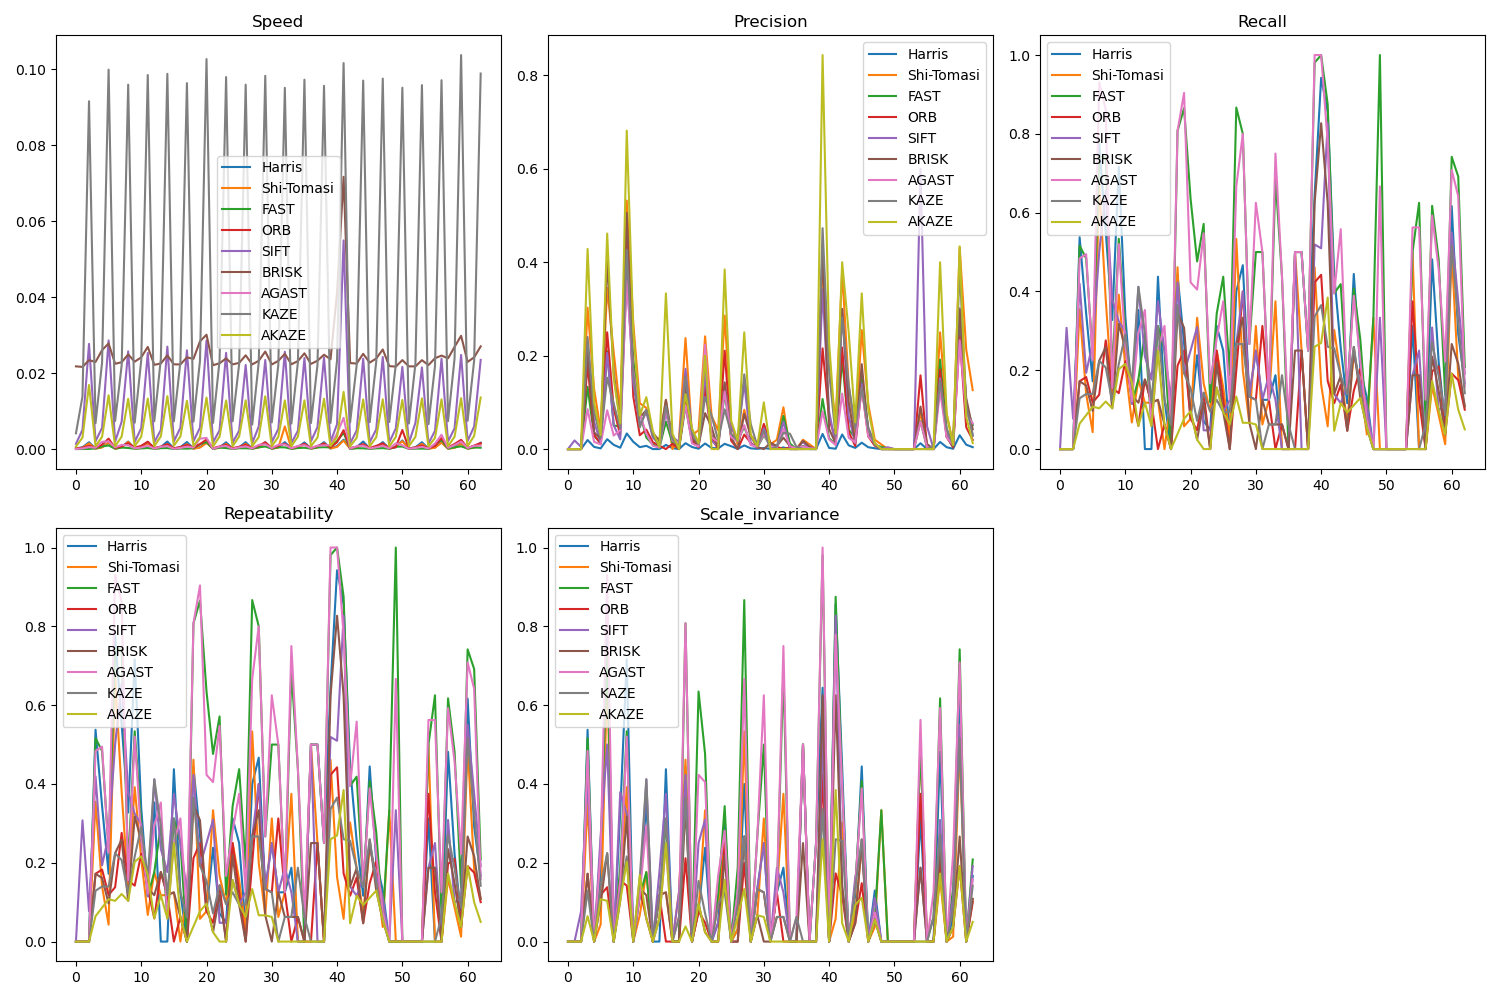 Speed
0.10
0.08
0.06
0.04
0.02
0.00
Harris
Shi-Tomasi
FAST
ORB
SIFT
BRISK
AGAST
KAZE
AKAZE
0 10 20 30 40 50 60
Precision
0.8
0.6
0.4
0.2
0.0
Harris
Shi-Tomasi
FAST
ORB
SIFT
BRISK
AGAST
KAZE
AKAZE
0 10 20 30 40 50 60
Recall
1.0
0.8
0.6
0.4
0.2
0.0
Harris
Shi-Tomasi
FAST
ORB
SIFT
BRISK
AGAST
KAZE
AKAZE
0 10 20 30 40 50 60
Repeatability
1.0
0.8
0.6
0.4
0.2
0.0
Harris
Shi-Tomasi
FAST
ORB
SIFT
BRISK
AGAST
KAZE
AKAZE
0 10 20 30 40 50 60
Scale_invariance
1.0
0.8
0.6
0.4
0.2
0.0
Harris
Shi-Tomasi
FAST
ORB
SIFT
BRISK
AGAST
KAZE
AKAZE
0 10 20 30 40 50 60